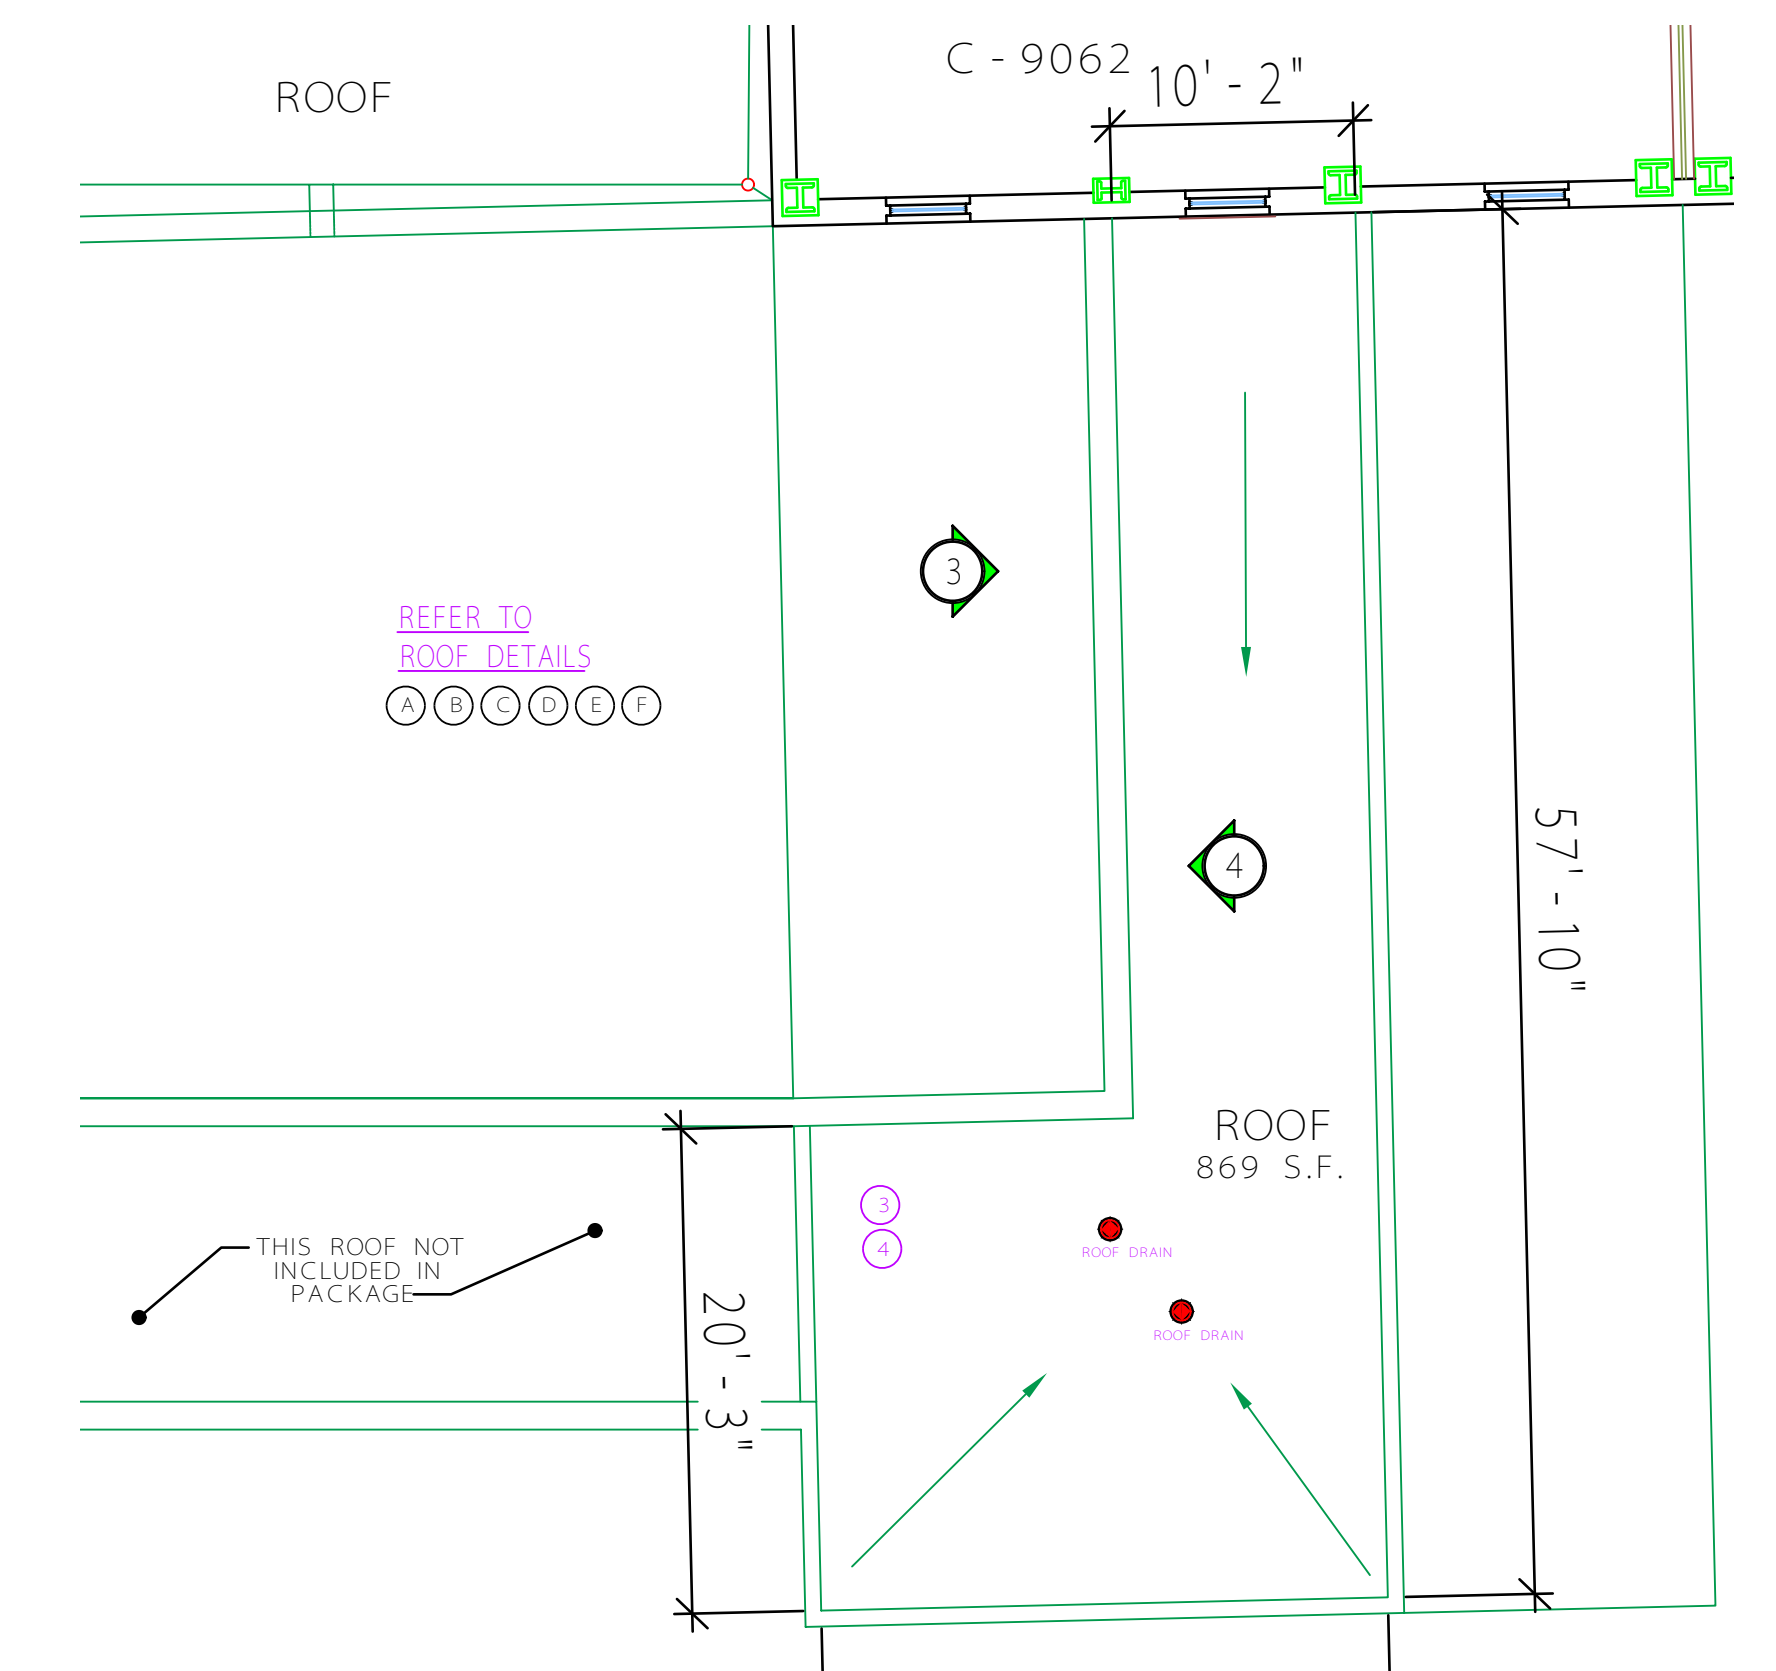 C - 9062
10' - 2"
ROOF
3
REFER TO
ROOF DETAILS
A B C D E F
4
57' - 10"
ROOF
869 S.F.
3
4
ROOF DRAIN
THIS ROOF NOT
INCLUDED IN
PACKAGE
20' - 3"
ROOF DRAIN